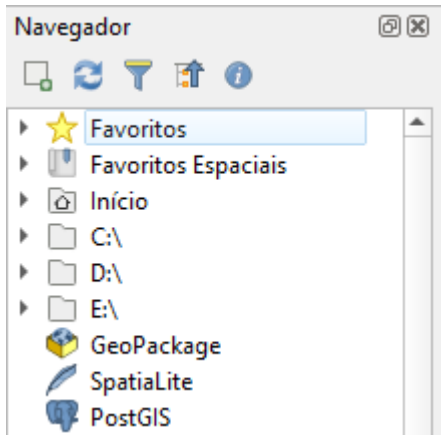 Navegador
Favoritos
Favoritos Espaciais
Início
C:\
D:\
E:\
GeoPackage
SpatiaLite
PostGIS